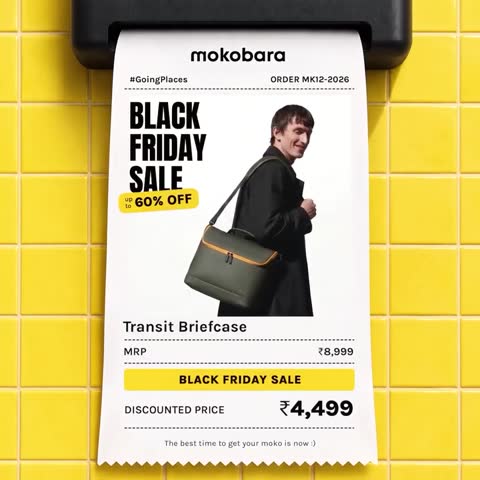 mokobara
#GoingPlaces ORDER MK12-2026
BLACK
FRIDAY
SALE
up to 60% OFF
Transit Briefcase
MRP ₹8,999
BLACK FRIDAY SALE
DISCOUNTED PRICE ₹4,499
The best time to get your moko is now :)